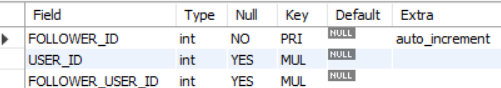 Field Type Null Key Default Extra
FOLLOWER_ID int NO PRI NULL auto_increment
USER_ID int YES MUL NULL
FOLLOWER_USER_ID int YES MUL NULL